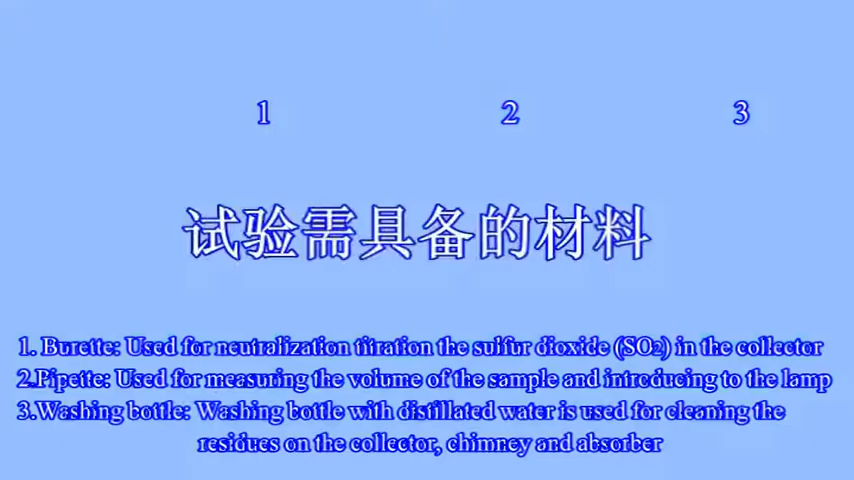 1 2 3
试验需具备的材料
1. Burette: Used for neutralization titration the sulfur dioxide (SO₂) in the collector
2.Pipette: Used for measuring the volume of the sample and introducing to the lamp
3.Washing bottle: Washing bottle with distillated water is used for cleaning the
residues on the collector, chimney and absorber